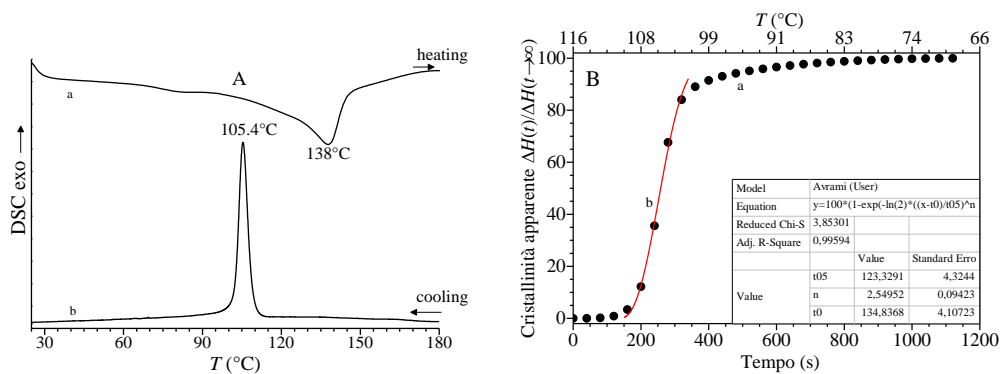 A
heating
a
105.4°C
138°C
DSC exo
b
cooling
30 60 90 120 150 180
T (°C)
T (°C)
116 108 99 91 83 74 66
B
100
80
60
40
20
0
a
b
Cristallinità apparente ΔH(t)/ΔH(t→∞)
Model Avrami (User)
Equation y=100*(1-exp(-ln(2)*((x-t0)/t05)^n
Reduced Chi-S 3,85301
Adj. R-Square 0,99594
Value Standard Erro
Value t05 123,3291 4,3244
n 2,54952 0,09423
t0 134,8368 4,10723
0 200 400 600 800 1000 1200
Tempo (s)